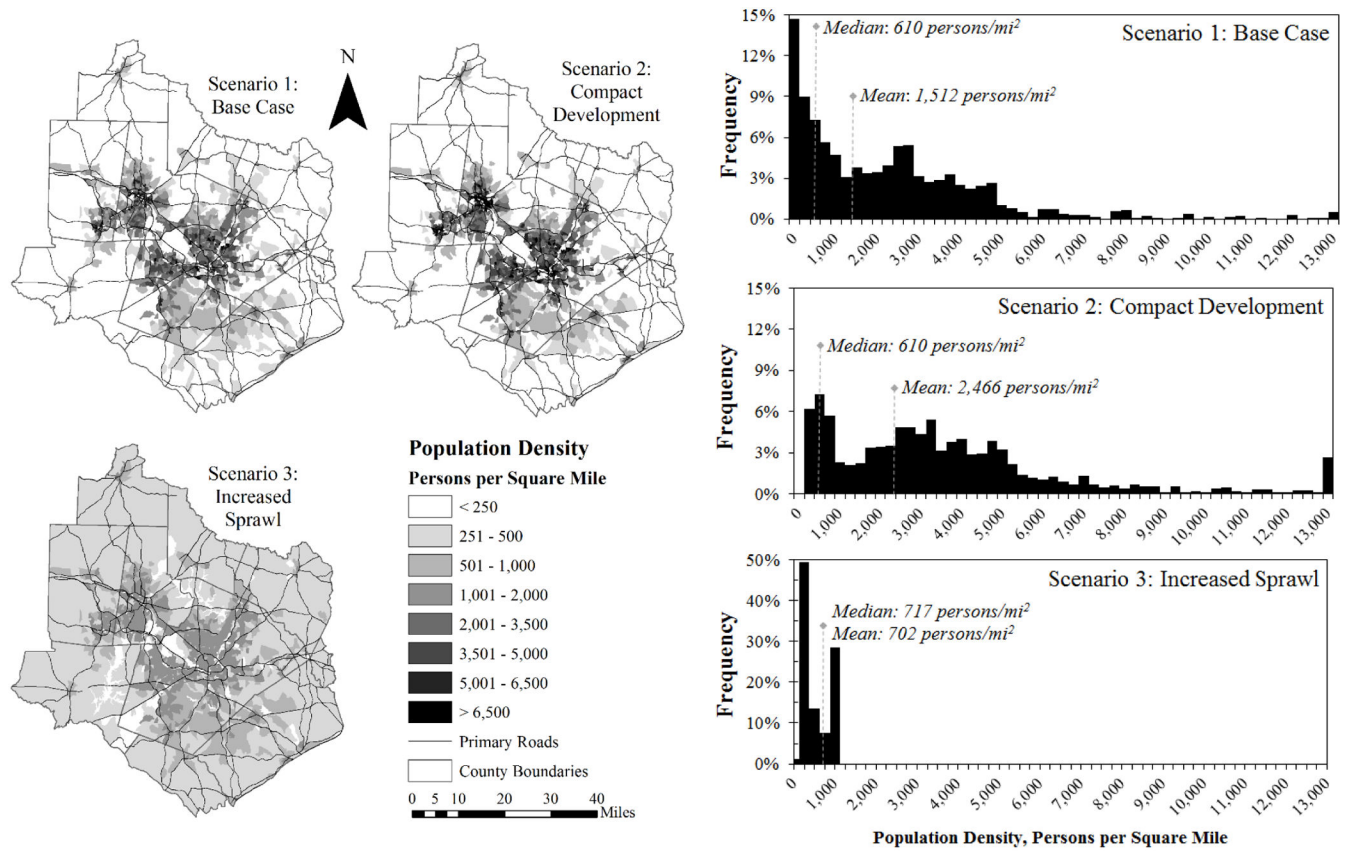 Scenario 1:
Base Case
N
Scenario 2:
Compact
Development
Scenario 3:
Increased
Sprawl
Population Density
Persons per Square Mile
< 250
251 - 500
501 - 1,000
1,001 - 2,000
2,001 - 3,500
3,501 - 5,000
5,001 - 6,500
> 6,500
Primary Roads
County Boundaries
0 5 10 20 30 40
Miles
Scenario 1: Base Case
Median: 610 persons/mi²
Mean: 1,512 persons/mi²
Frequency
15%
12%
9%
6%
3%
0%
0 1,000 2,000 3,000 4,000 5,000 6,000 7,000 8,000 9,000 10,000 11,000 12,000 13,000
Scenario 2: Compact Development
Median: 610 persons/mi²
Mean: 2,466 persons/mi²
Frequency
15%
12%
9%
6%
3%
0%
0 1,000 2,000 3,000 4,000 5,000 6,000 7,000 8,000 9,000 10,000 11,000 12,000 13,000
Scenario 3: Increased Sprawl
Median: 717 persons/mi²
Mean: 702 persons/mi²
Frequency
50%
40%
30%
20%
10%
0%
0 1,000 2,000 3,000 4,000 5,000 6,000 7,000 8,000 9,000 10,000 11,000 12,000 13,000
Population Density, Persons per Square Mile